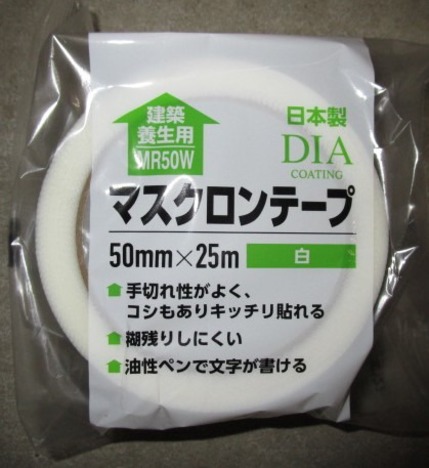 建築
養生用
MR50W
日本製
DIA
COATING
マスクロンテープ
50mm×25m 白
手切れ性がよく、
コシもありキッチリ貼れる
糊残りしにくい
油性ペンで文字が書ける